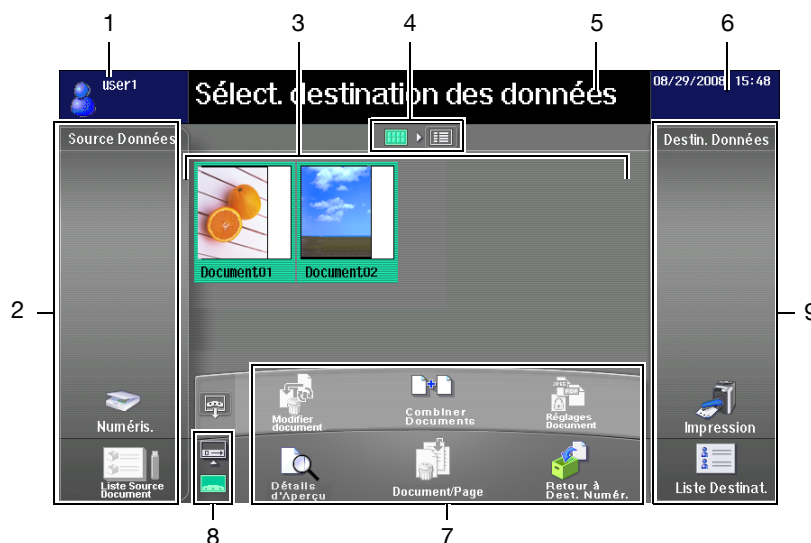 1
3
4
5
6
user1
Sélect. destination des données
08/29/2008 15:48
Source Données
Destin. Données
Document01
Document02
2
9
Modifier
document
Combiner
Documents
Réglages
Document
Numéris.
Impression
Liste Source
Document
Détails
d'Aperçu
Document/Page
Retour à
Dest. Numér.
Liste Destinat.
8
7